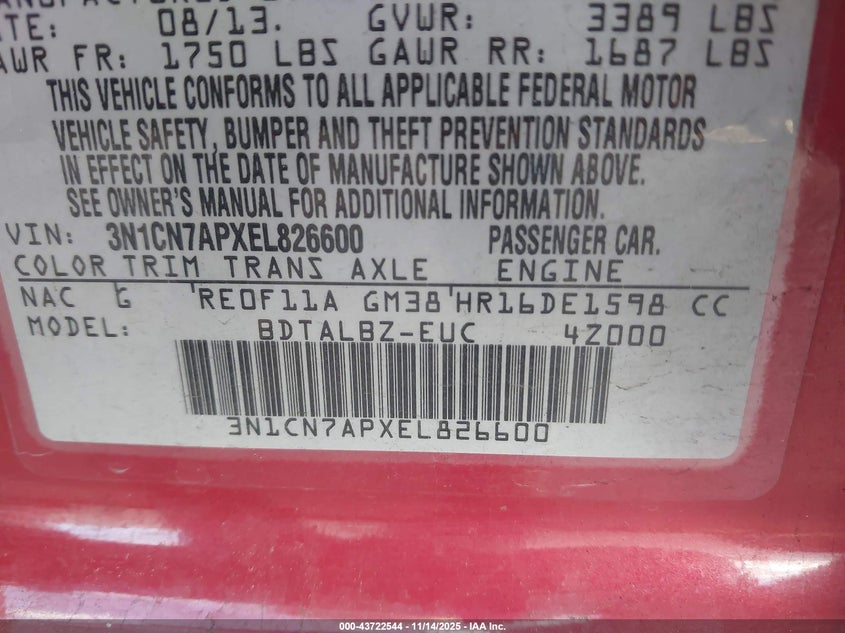 08/13. GVWR: 3389 LBS
GAWR FR: 1750 LBS GAWR RR: 1687 LBS
THIS VEHICLE CONFORMS TO ALL APPLICABLE FEDERAL MOTOR
VEHICLE SAFETY, BUMPER AND THEFT PREVENTION STANDARDS
IN EFFECT ON THE DATE OF MANUFACTURE SHOWN ABOVE.
SEE OWNER'S MANUAL FOR ADDITIONAL INFORMATION.
VIN: 3N1CN7APXEL826600 PASSENGER CAR.
COLOR TRIM TRANS AXLE ENGINE
NAC G RE0F11A GM38 HR16DE1598 CC
MODEL: BDTALBZ-EUC 4Z000
3N1CN7APXEL826600
000-43722544 | 11/14/2025 - IAA Inc.